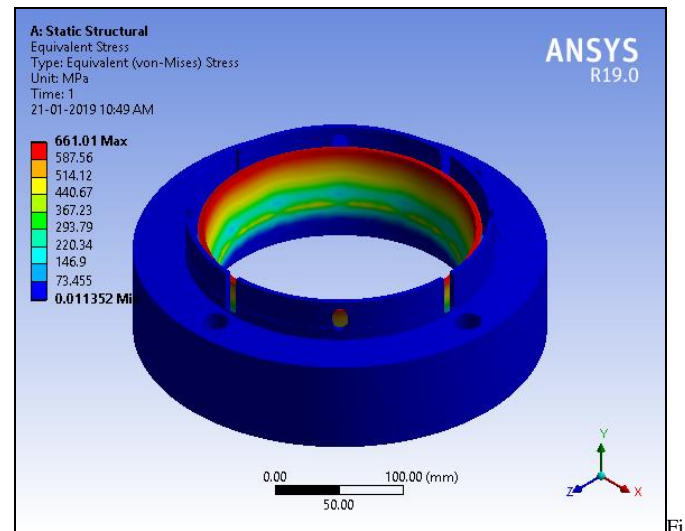 A: Static Structural
Equivalent Stress
Type: Equivalent (von-Mises) Stress
Unit: MPa
Time: 1
21-01-2019 10:49 AM
ANSYS
R19.0
661.01 Max
587.56
514.12
440.67
367.23
293.79
220.34
146.9
73.455
0.011352 Mi
0.00 100.00 (mm)
50.00
Y
Z X
Fi